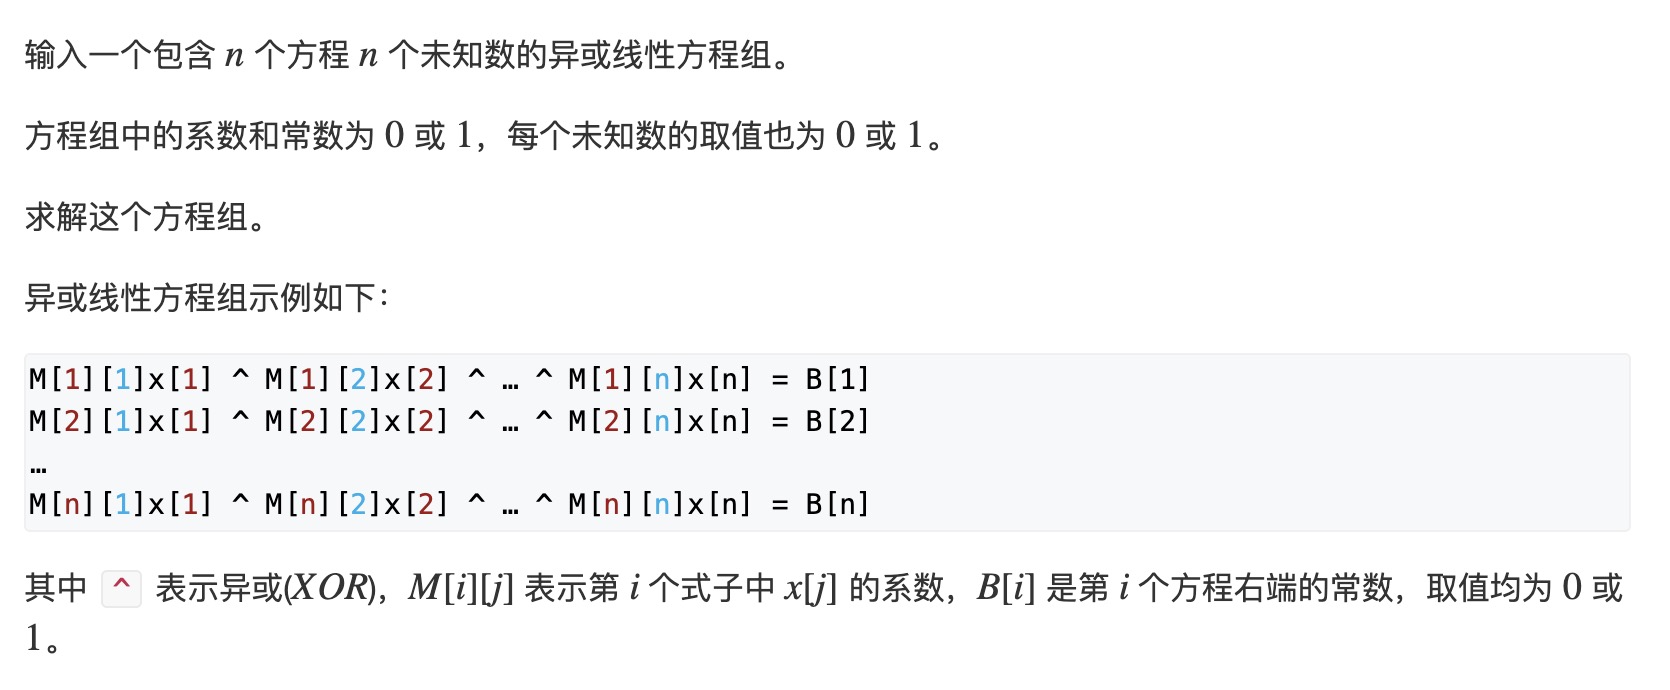 输入一个包含 n 个方程 n 个未知数的异或线性方程组。
方程组中的系数和常数为 0 或 1，每个未知数的取值也为 0 或 1。
求解这个方程组。
异或线性方程组示例如下：
M[1][1]x[1] ^ M[1][2]x[2] ^ … ^ M[1][n]x[n] = B[1]
M[2][1]x[1] ^ M[2][2]x[2] ^ … ^ M[2][n]x[n] = B[2]
…
M[n][1]x[1] ^ M[n][2]x[2] ^ … ^ M[n][n]x[n] = B[n]
其中 ^ 表示异或(XOR)，M[i][j] 表示第 i 个式子中 x[j] 的系数，B[i] 是第 i 个方程右端的常数，取值均为 0 或
1。